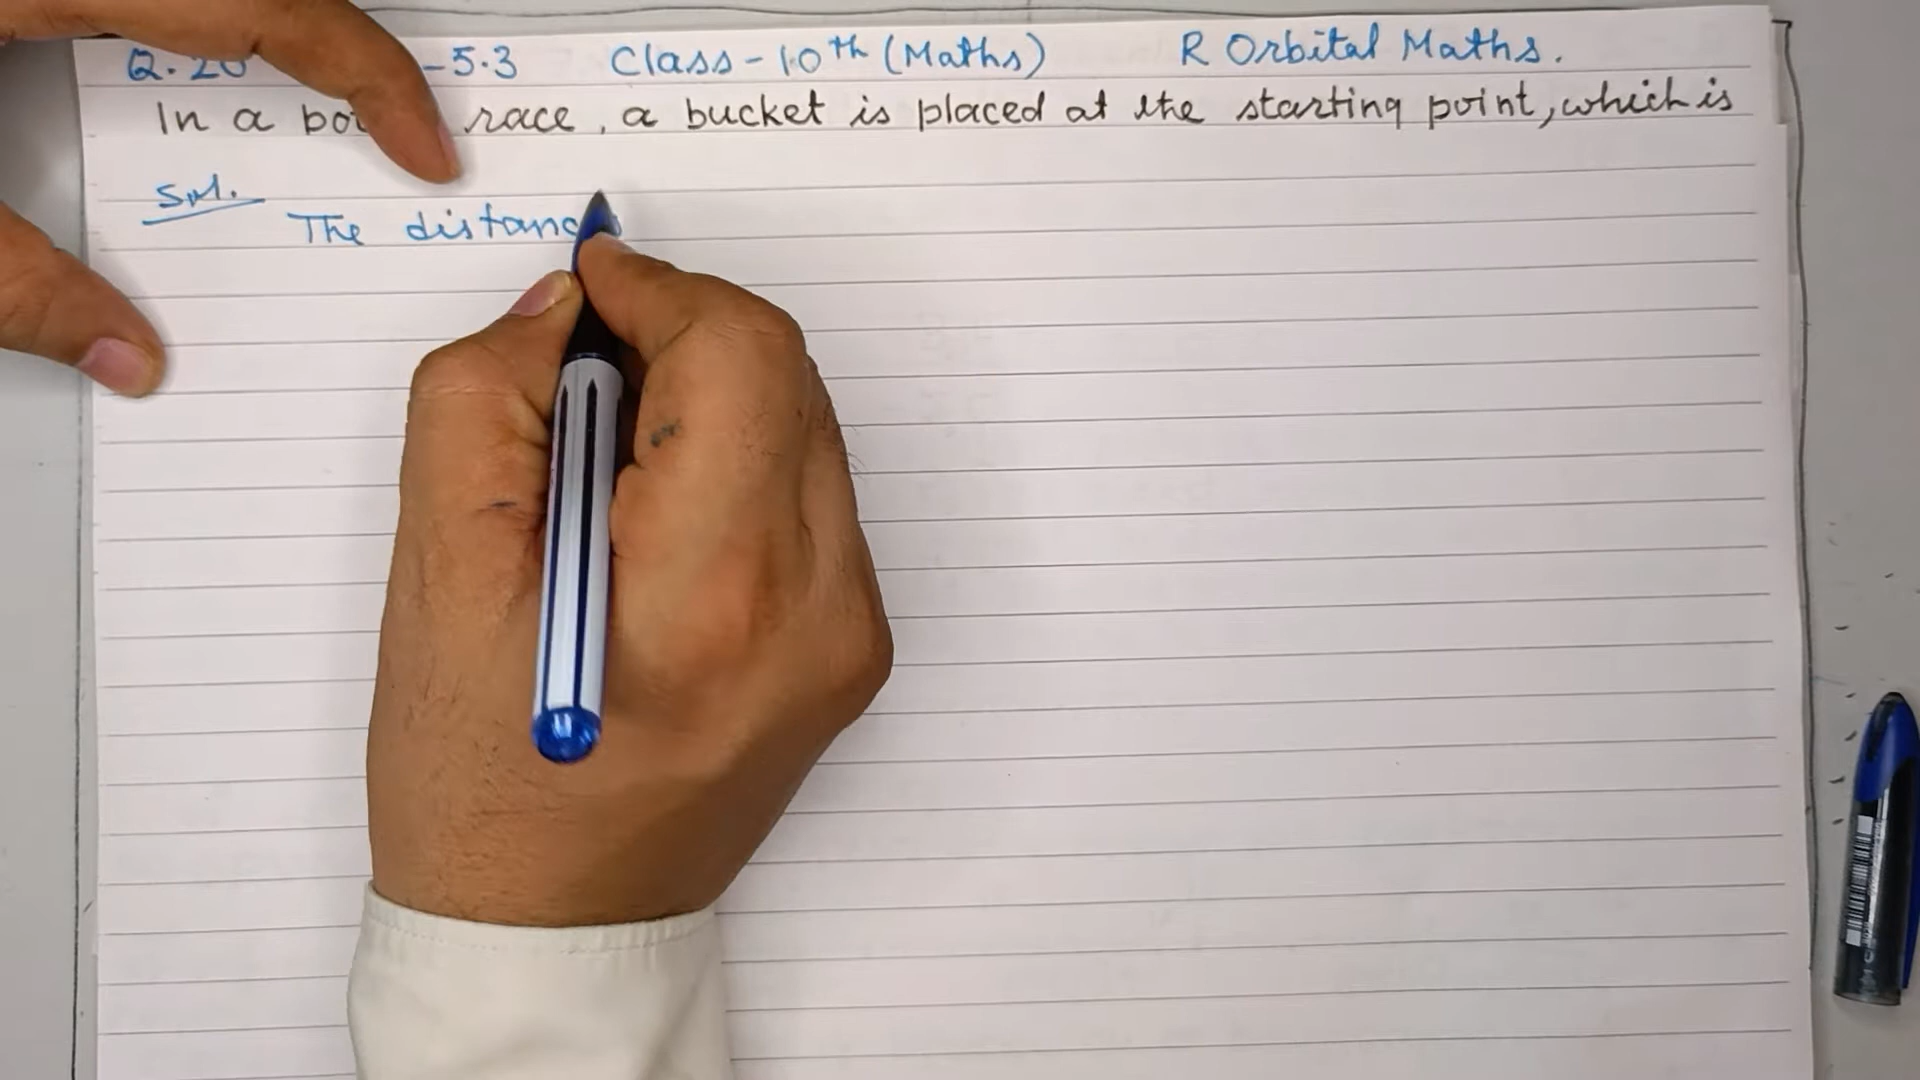 Q. 20 -5.3 Class-10th (Maths) R Orbital Maths.
In a race, a bucket is placed at the starting point, which is
Sol.
The distance